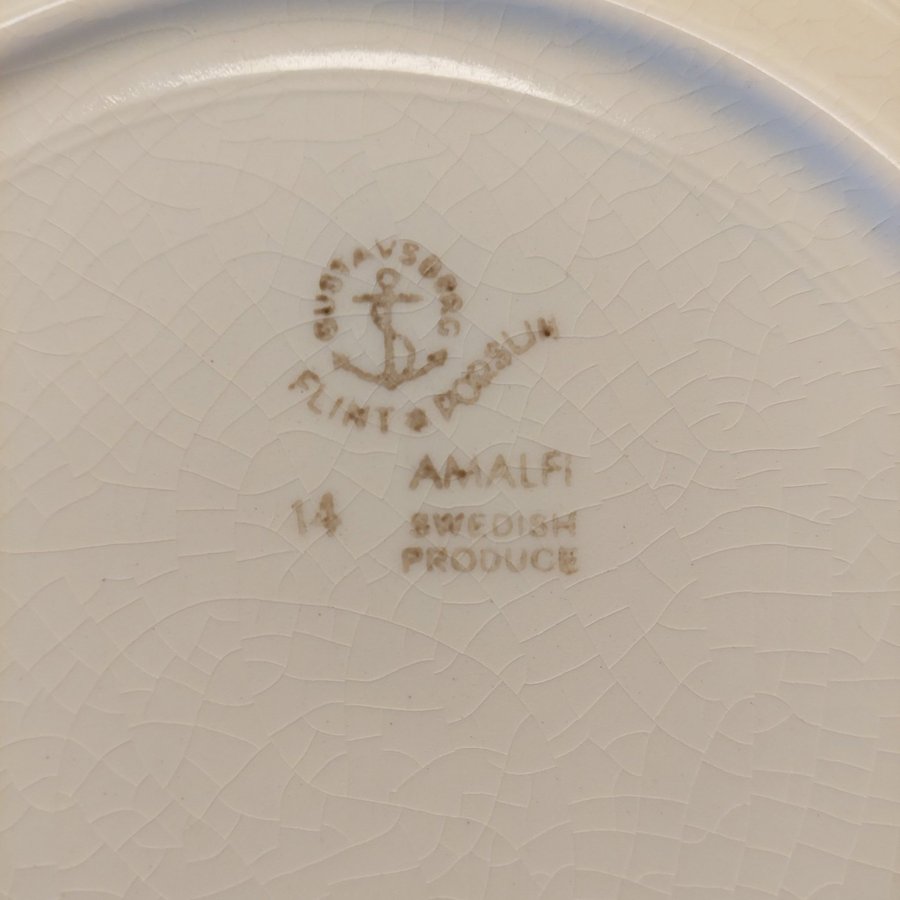 GUSTAVSBERG
FLINT PORSLIN
AMALFI
14
SWEDISH
PRODUCE